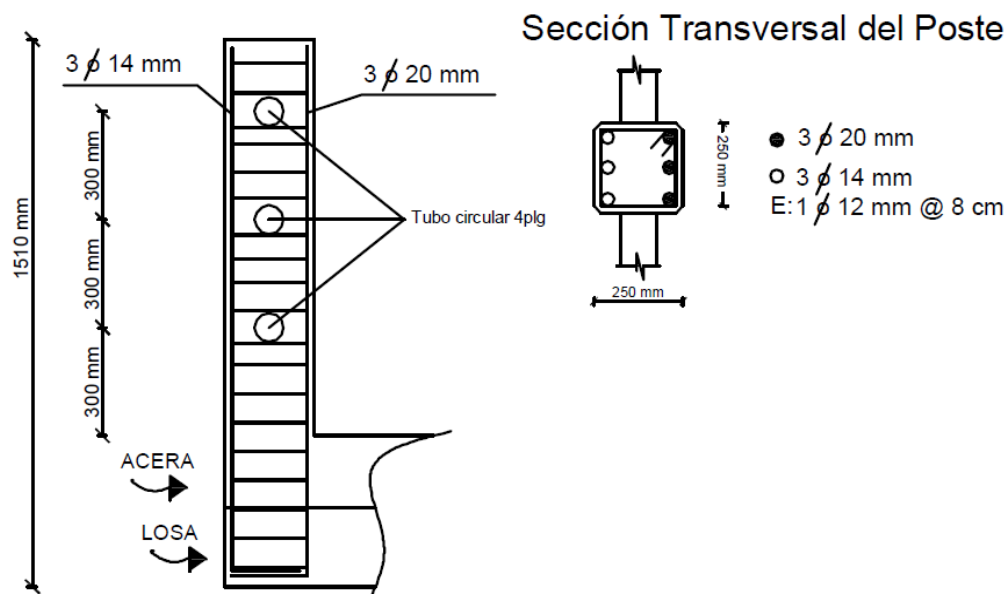 Sección Transversal del Poste
3 ϕ 14 mm
3 ϕ 20 mm
1510 mm
300 mm
300 mm
300 mm
Tubo circular 4plg
ACERA
LOSA
250 mm
250 mm
3 ϕ 20 mm
3 ϕ 14 mm
E:1 ϕ 12 mm @ 8 cm